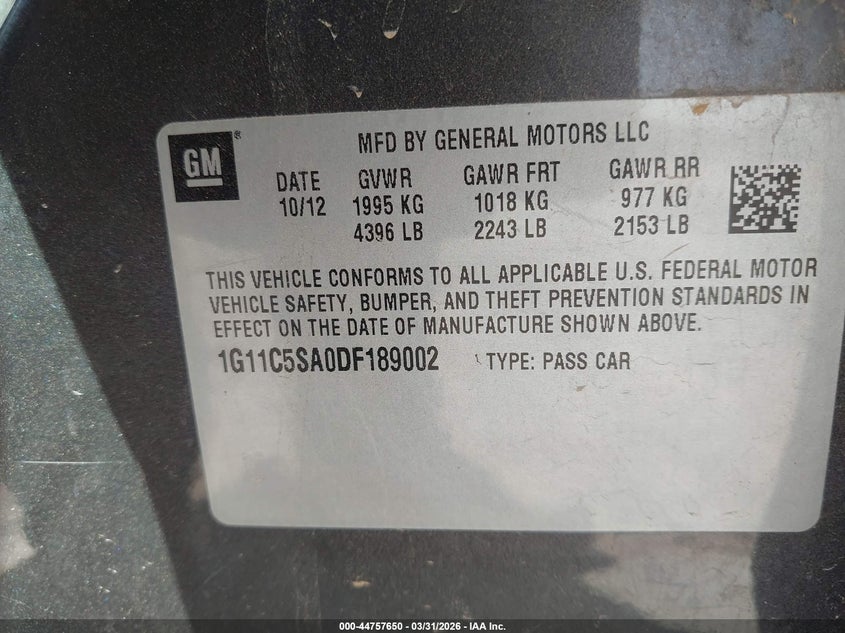 GM ®
MFD BY GENERAL MOTORS LLC
DATE GVWR GAWR FRT GAWR RR
10/12 1995 KG 1018 KG 977 KG
4396 LB 2243 LB 2153 LB
THIS VEHICLE CONFORMS TO ALL APPLICABLE U.S. FEDERAL MOTOR
VEHICLE SAFETY, BUMPER, AND THEFT PREVENTION STANDARDS IN
EFFECT ON THE DATE OF MANUFACTURE SHOWN ABOVE.
1G11C5SA0DF189002 TYPE: PASS CAR
000-44757650 — 03/31/2026 — IAA Inc.